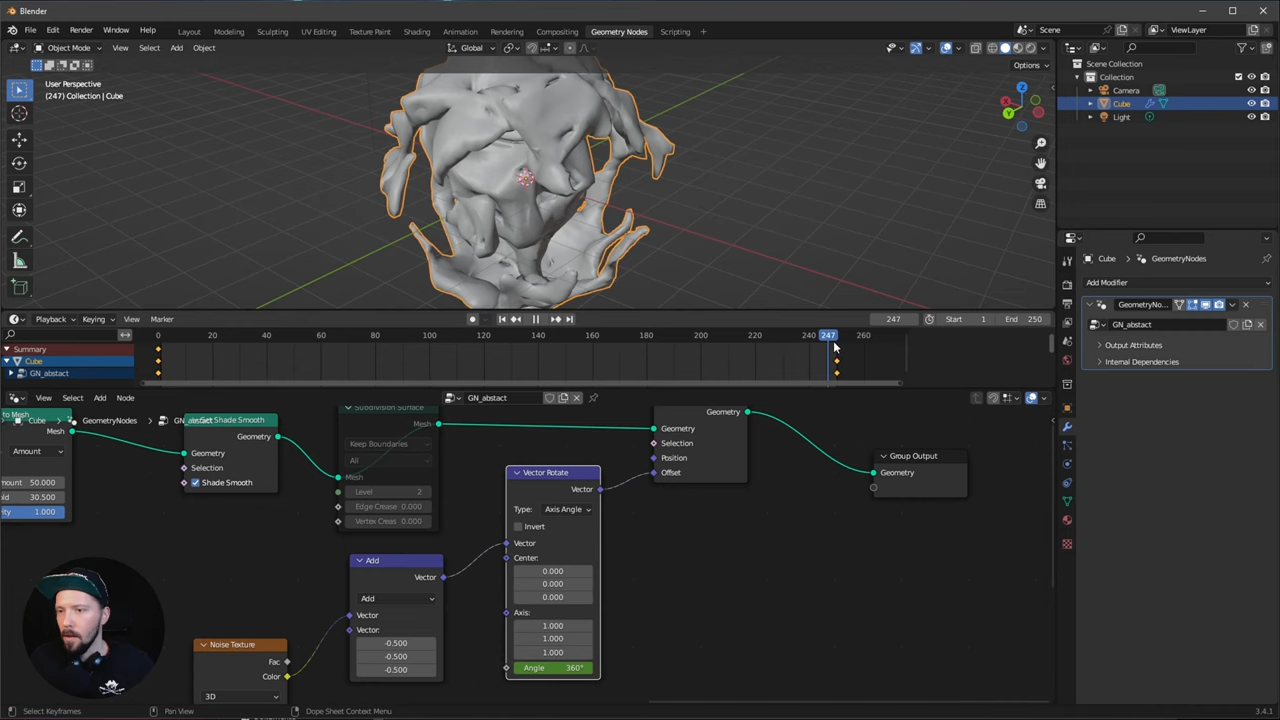 Blender
File Edit Render Window Help Layout Modeling Sculpting UV Editing Texture Paint Shading Animation Rendering Compositing Geometry Nodes Scripting + Scene ViewLayer
Object Mode View Select Add Object Global
Options
User Perspective
(247) Collection | Cube
X
Y
Z
Scene Collection
Collection
Camera
Cube
Light
Cube > GeometryNodes
Add Modifier
GeometryNo...
GN_abstact
Output Attributes
Internal Dependencies
Playback Keying View Marker 247 Start 1 End 250
0 20 40 60 80 100 120 140 160 180 200 220 240 247 260
Summary
Cube
GN_abstact
View Select Add Node GN_abstact
Cube > GeometryNodes > GN_abstact
to Mesh
Mesh
Amount
mount 50.000
old 30.500
ity 1.000
Set Shade Smooth
Geometry
Geometry
Selection
Shade Smooth
Subdivision Surface
Mesh
Keep Boundaries
All
Mesh
Level 2
Edge Crease 0.000
Vertex Creas 0.000
Add
Vector
Add
Vector
Vector:
-0.500
-0.500
-0.500
Noise Texture
Fac
Color
3D
Vector Rotate
Vector
Type: Axis Angle
Invert
Vector
Center:
0.000
0.000
0.000
Axis:
1.000
1.000
1.000
Angle 360°
Geometry
Geometry
Selection
Position
Offset
Group Output
Geometry
Select Keyframes Pan View Dope Sheet Context Menu 3.4.1